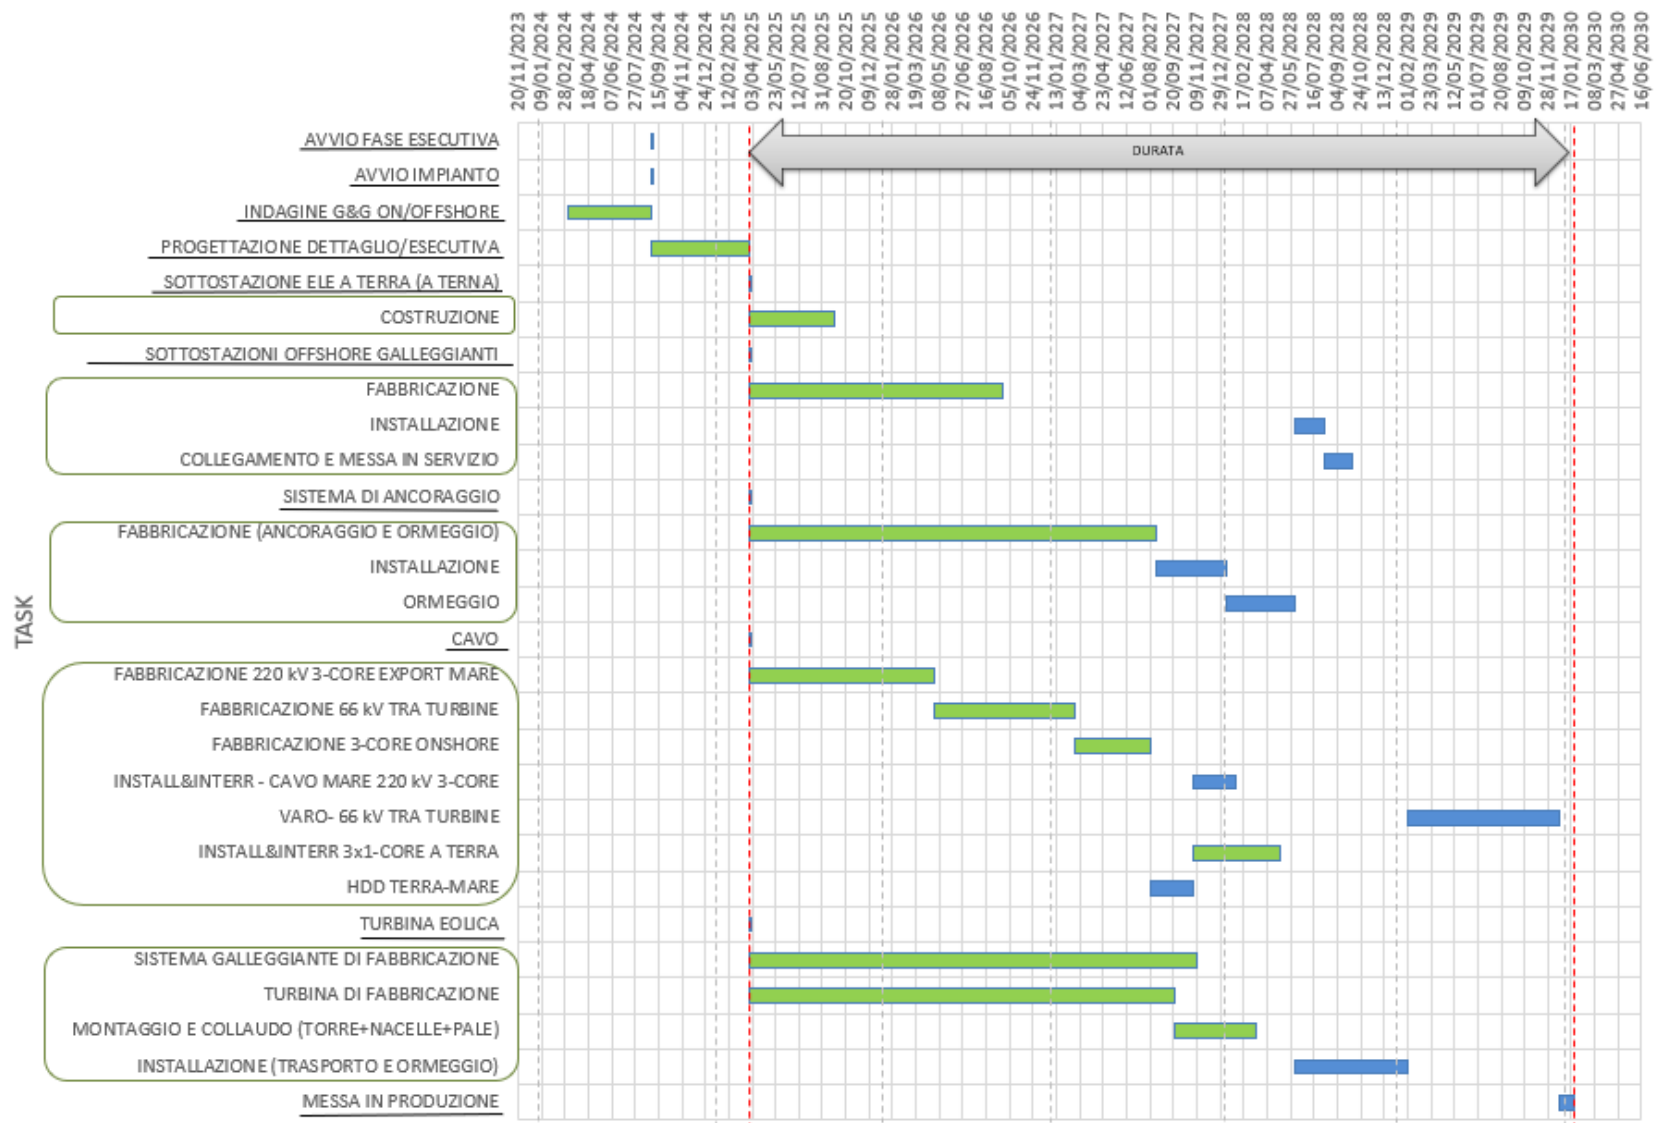 20/11/2023
09/01/2024
28/02/2024
18/04/2024
07/06/2024
27/07/2024
15/09/2024
04/11/2024
24/12/2024
12/02/2025
03/04/2025
23/05/2025
12/07/2025
31/08/2025
20/10/2025
09/12/2025
28/01/2026
19/03/2026
08/05/2026
27/06/2026
16/08/2026
05/10/2026
24/11/2026
13/01/2027
04/03/2027
23/04/2027
12/06/2027
01/08/2027
20/09/2027
09/11/2027
29/12/2027
17/02/2028
07/04/2028
27/05/2028
16/07/2028
04/09/2028
24/10/2028
13/12/2028
01/02/2029
23/03/2029
12/05/2029
01/07/2029
20/08/2029
09/10/2029
28/11/2029
17/01/2030
08/03/2030
27/04/2030
16/06/2030
DURATA
TASK
AVVIO FASE ESECUTIVA
AVVIO IMPIANTO
INDAGINE G&G ON/OFFSHORE
PROGETTAZIONE DETTAGLIO/ESECUTIVA
SOTTOSTAZIONE ELE A TERRA (A TERNA)
COSTRUZIONE
SOTTOSTAZIONI OFFSHORE GALLEGGIANTI
FABBRICAZIONE
INSTALLAZIONE
COLLEGAMENTO E MESSA IN SERVIZIO
SISTEMA DI ANCORAGGIO
FABBRICAZIONE (ANCORAGGIO E ORMEGGIO)
INSTALLAZIONE
ORMEGGIO
CAVO
FABBRICAZIONE 220 kV 3-CORE EXPORT MARE
FABBRICAZIONE 66 kV TRA TURBINE
FABBRICAZIONE 3-CORE ONSHORE
INSTALL&INTERR - CAVO MARE 220 kV 3-CORE
VARO- 66 kV TRA TURBINE
INSTALL&INTERR 3x1-CORE A TERRA
HDD TERRA-MARE
TURBINA EOLICA
SISTEMA GALLEGGIANTE DI FABBRICAZIONE
TURBINA DI FABBRICAZIONE
MONTAGGIO E COLLAUDO (TORRE+NACELLE+PALE)
INSTALLAZIONE (TRASPORTO E ORMEGGIO)
MESSA IN PRODUZIONE